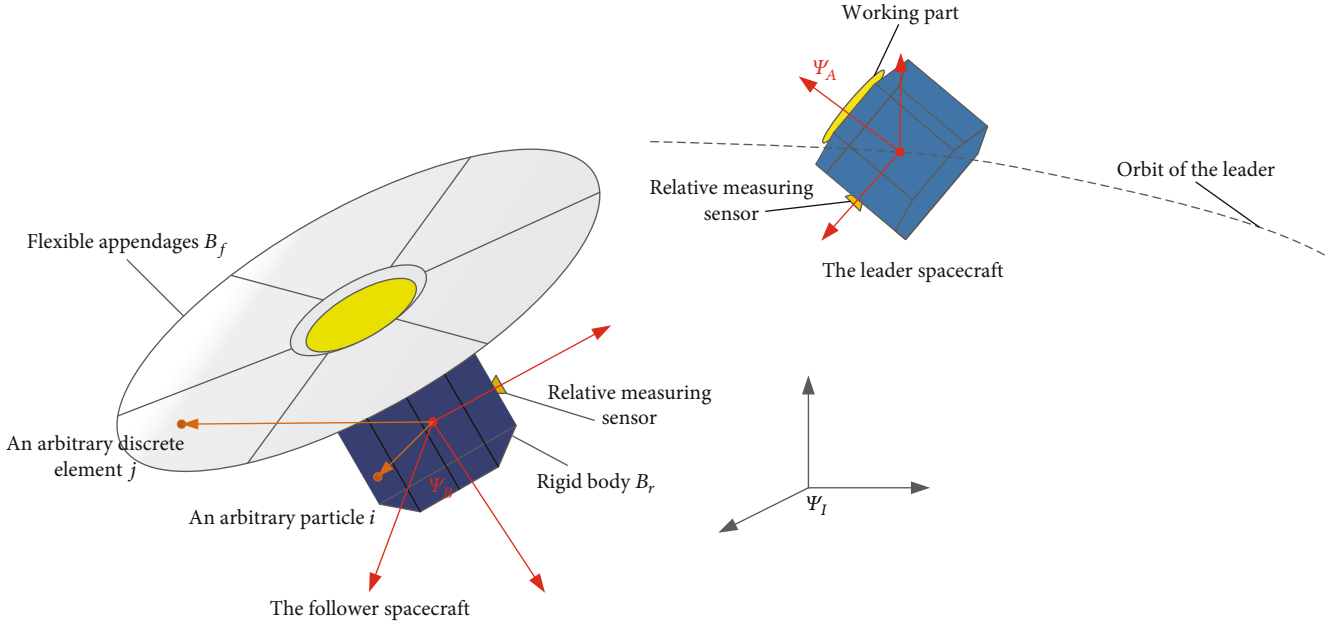 Working part
Ψ_A
Orbit of the leader
Relative measuring
sensor
The leader spacecraft
Flexible appendages B_f
Relative measuring
sensor
An arbitrary discrete
element j
Rigid body B_r
Ψ_B
An arbitrary particle i
Ψ_I
The follower spacecraft